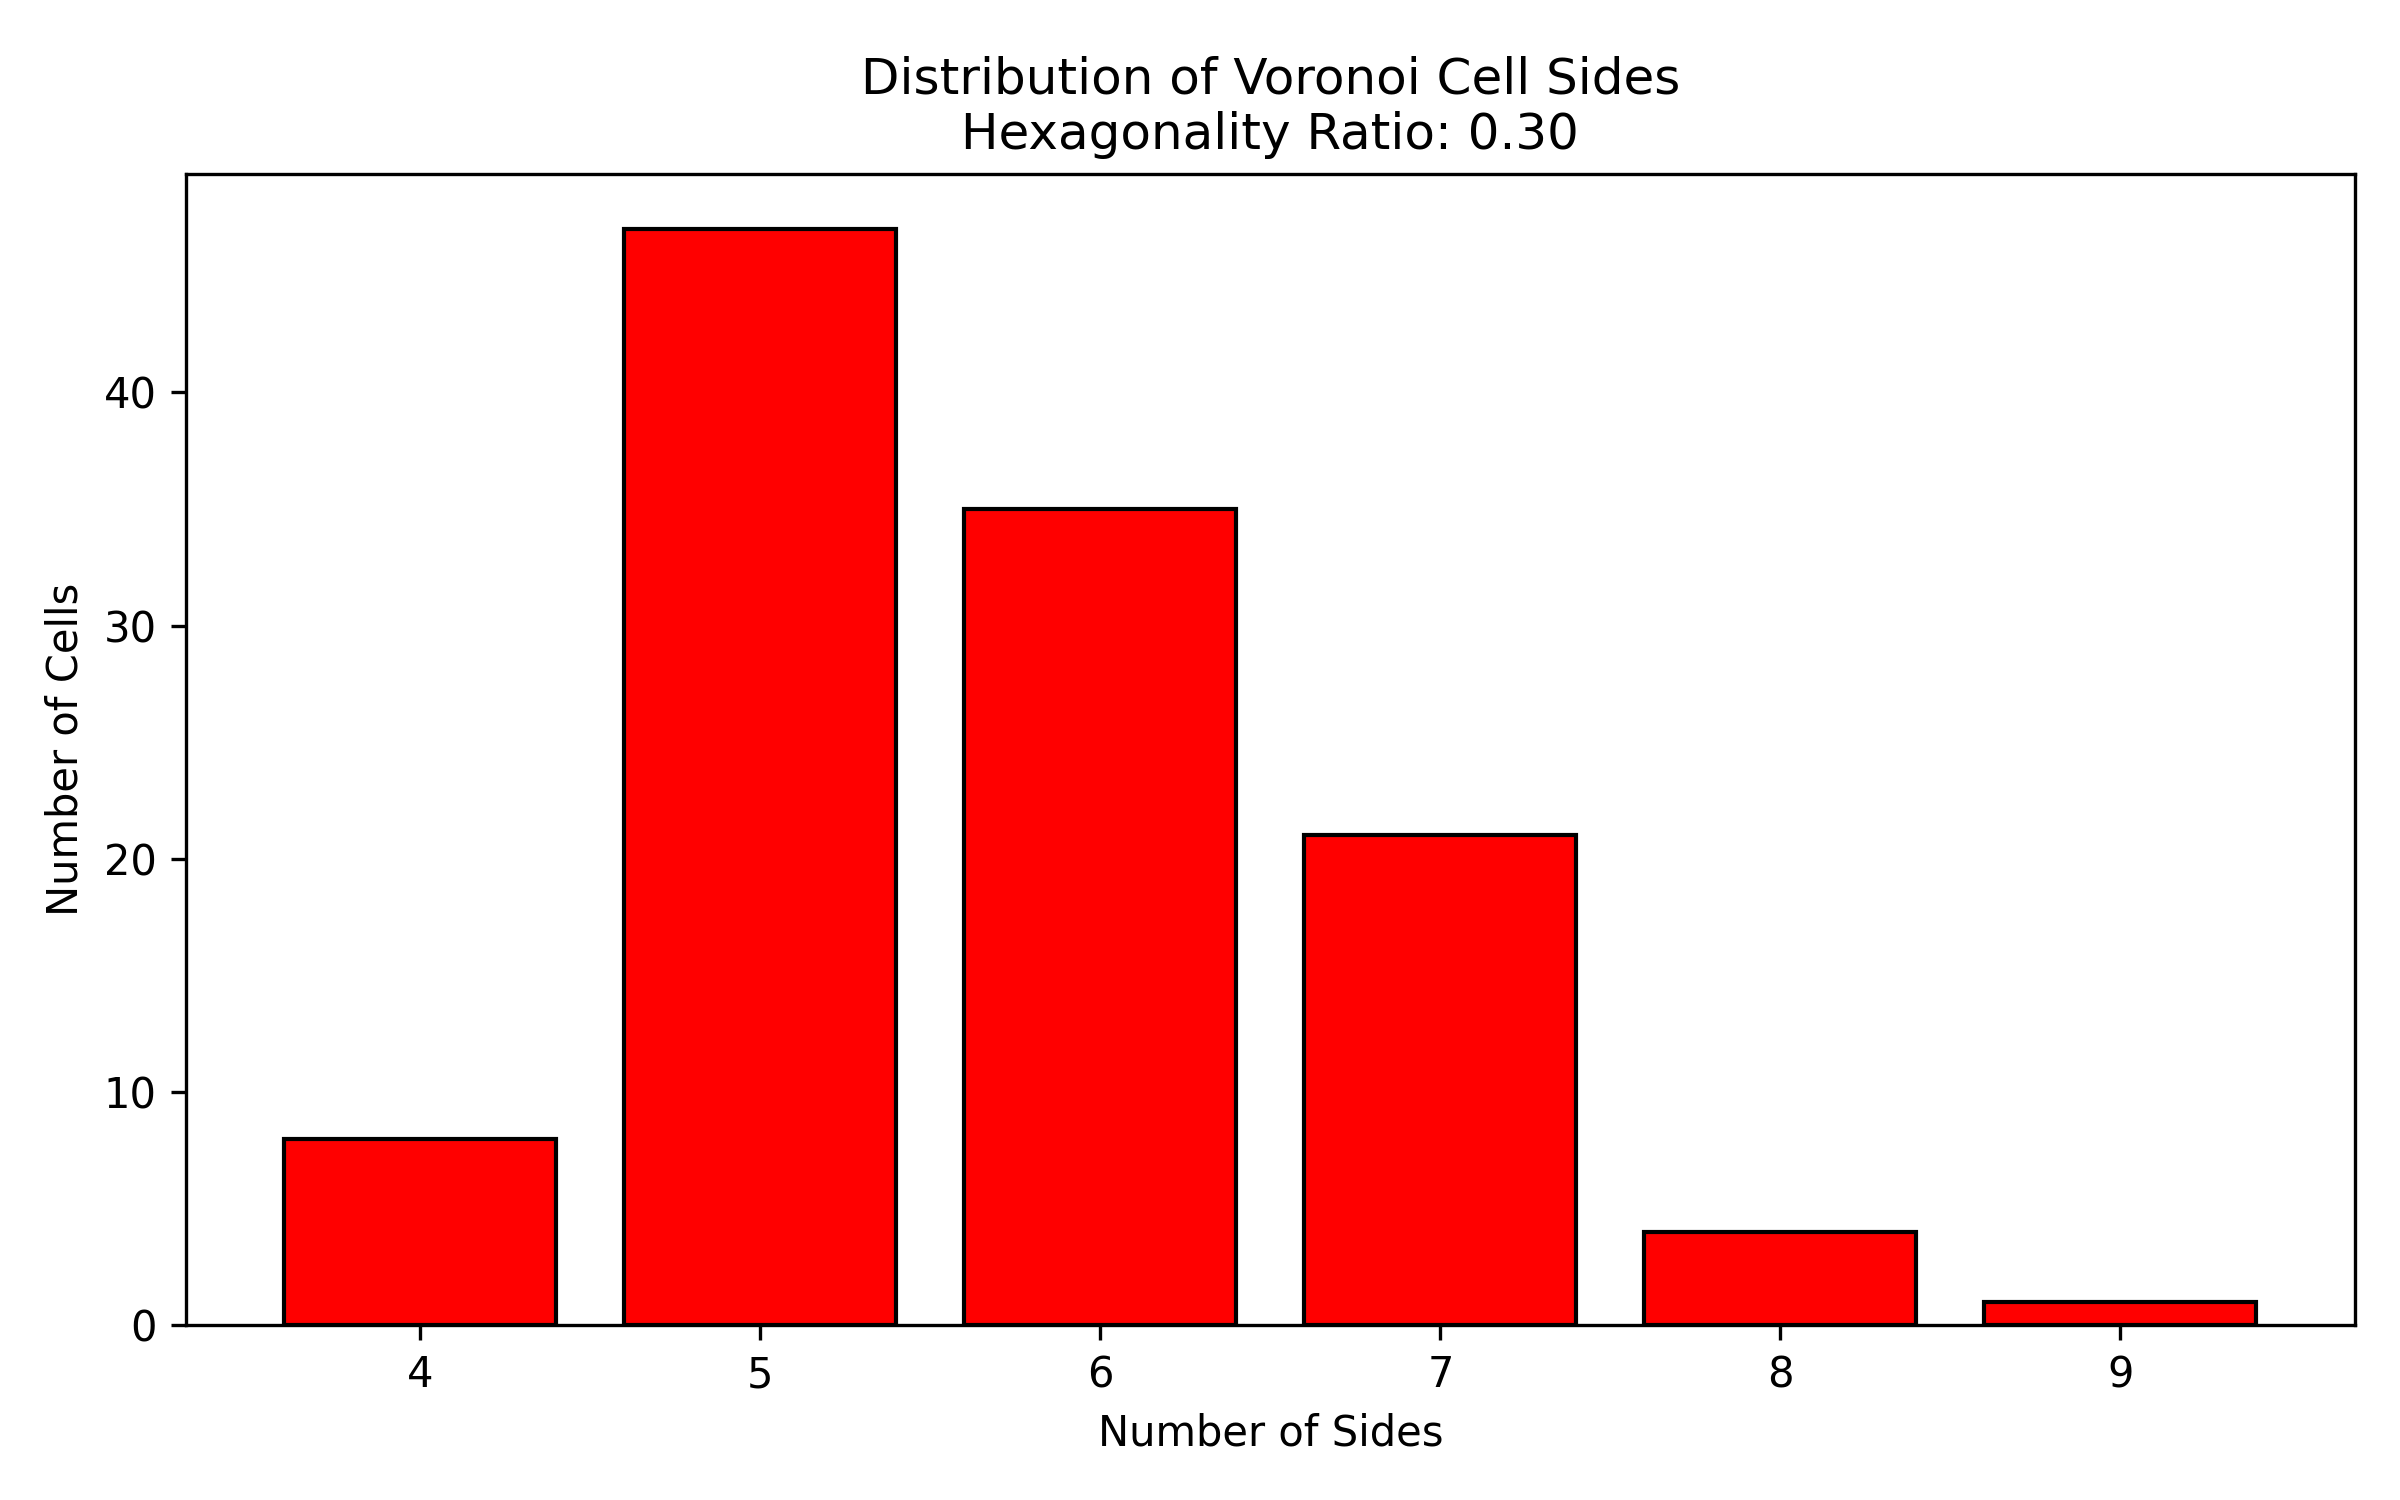 Distribution of Voronoi Cell Sides
Hexagonality Ratio: 0.30
Number of Cells
40
30
20
10
0
4 5 6 7 8 9
Number of Sides